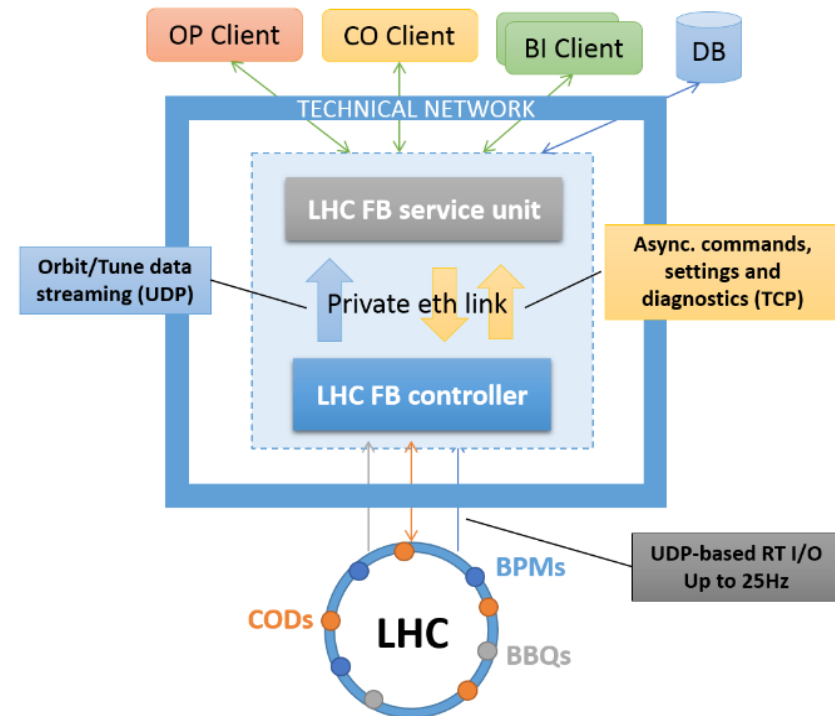 OP Client
CO Client
BI Client
DB
TECHNICAL NETWORK
LHC FB service unit
Orbit/Tune data
streaming (UDP)
Async. commands,
settings and
diagnostics (TCP)
Private eth link
LHC FB controller
UDP-based RT I/O
Up to 25Hz
BPMs
CODs
LHC
BBQs